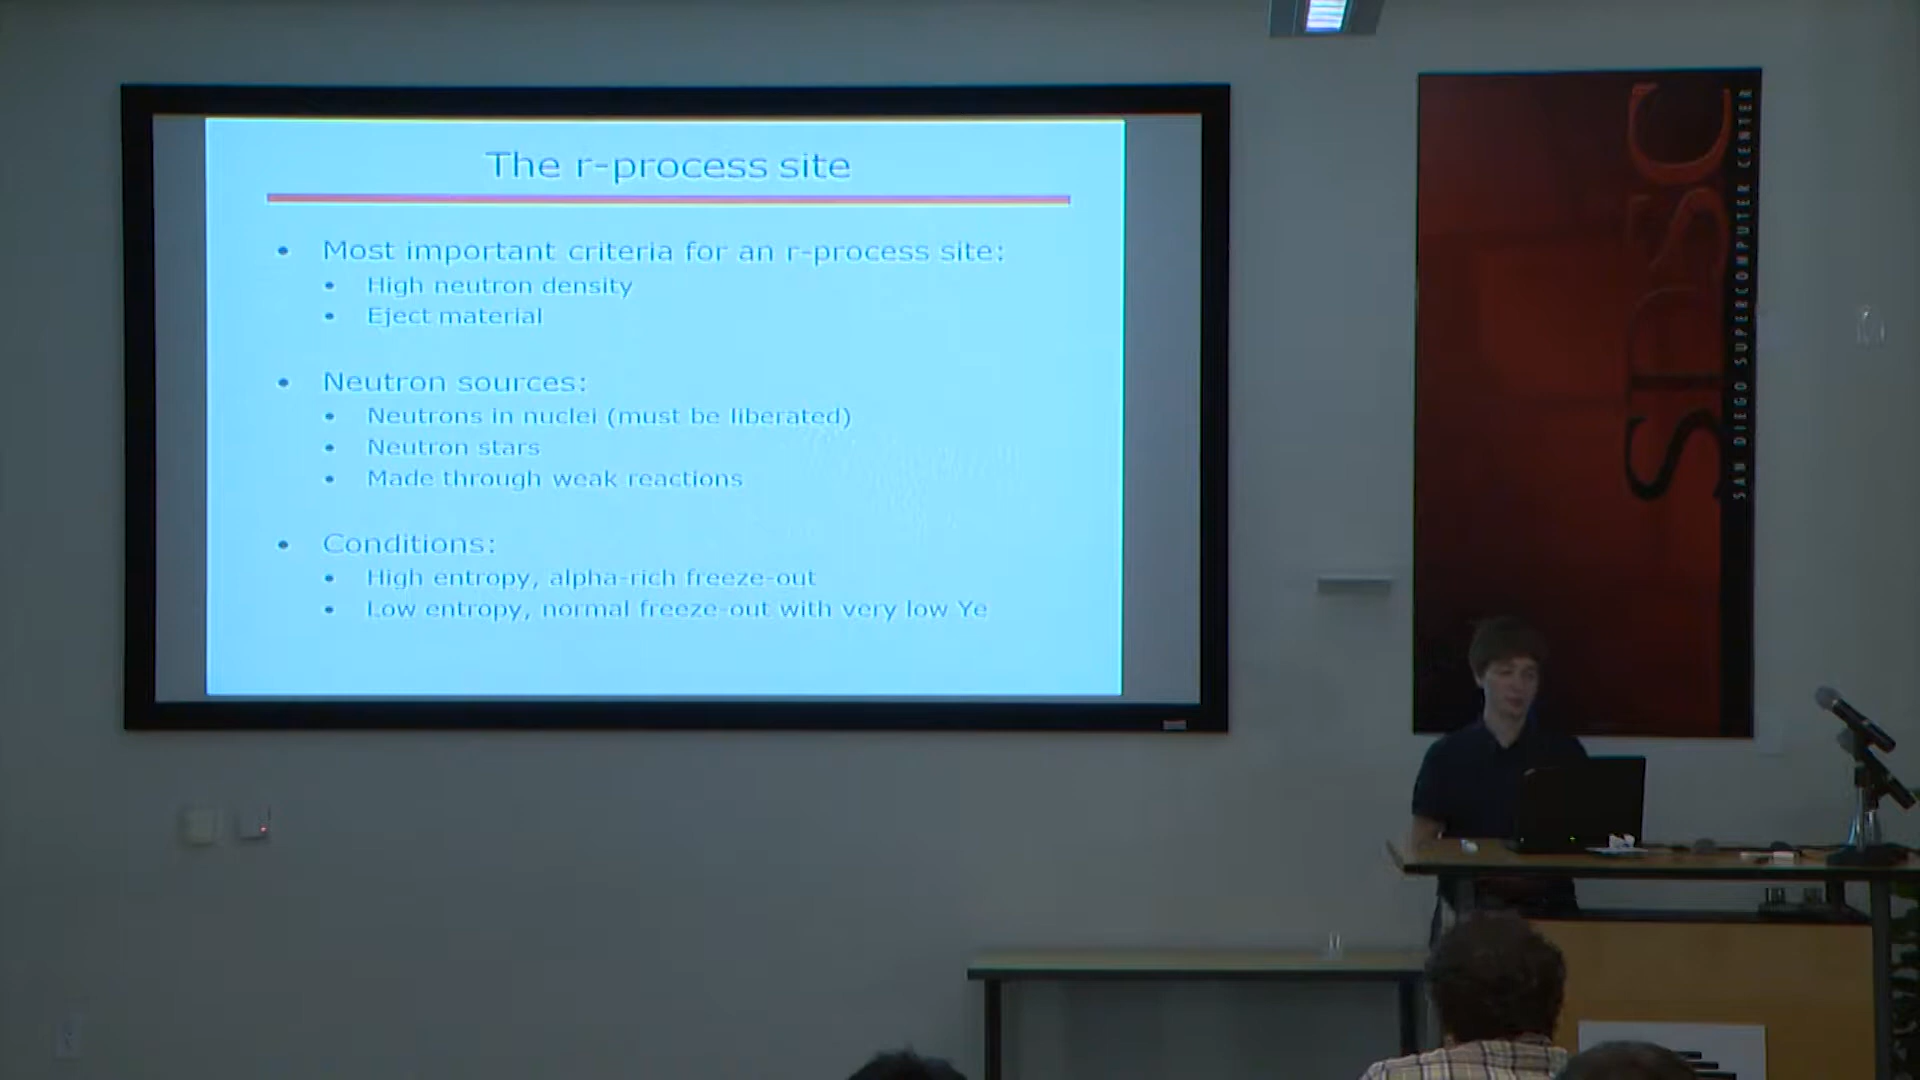 The r-process site
• Most important criteria for an r-process site:
• High neutron density
• Eject material
• Neutron sources:
• Neutrons in nuclei (must be liberated)
• Neutron stars
• Made through weak reactions
• Conditions:
• High entropy, alpha-rich freeze-out
• Low entropy, normal freeze-out with very low Ye
SDSC
SAN DIEGO SUPERCOMPUTER CENTER